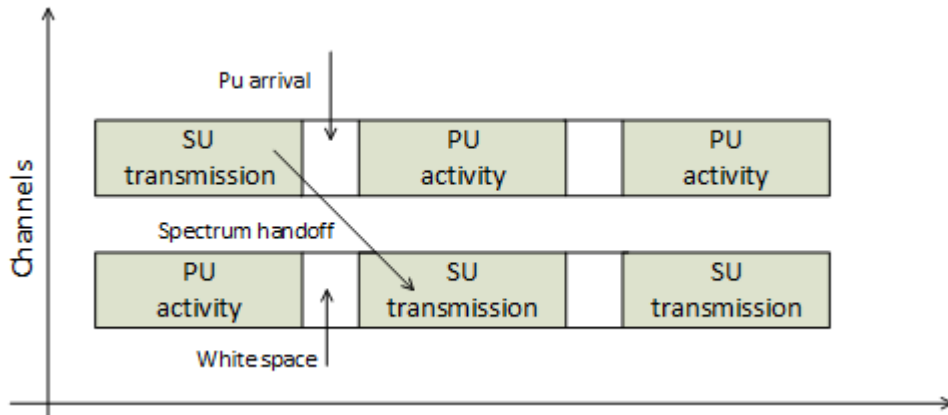 Pu arrival
SU
transmission
PU
activity
PU
activity
Channels
Spectrum handoff
PU
activity
SU
transmission
SU
transmission
White space